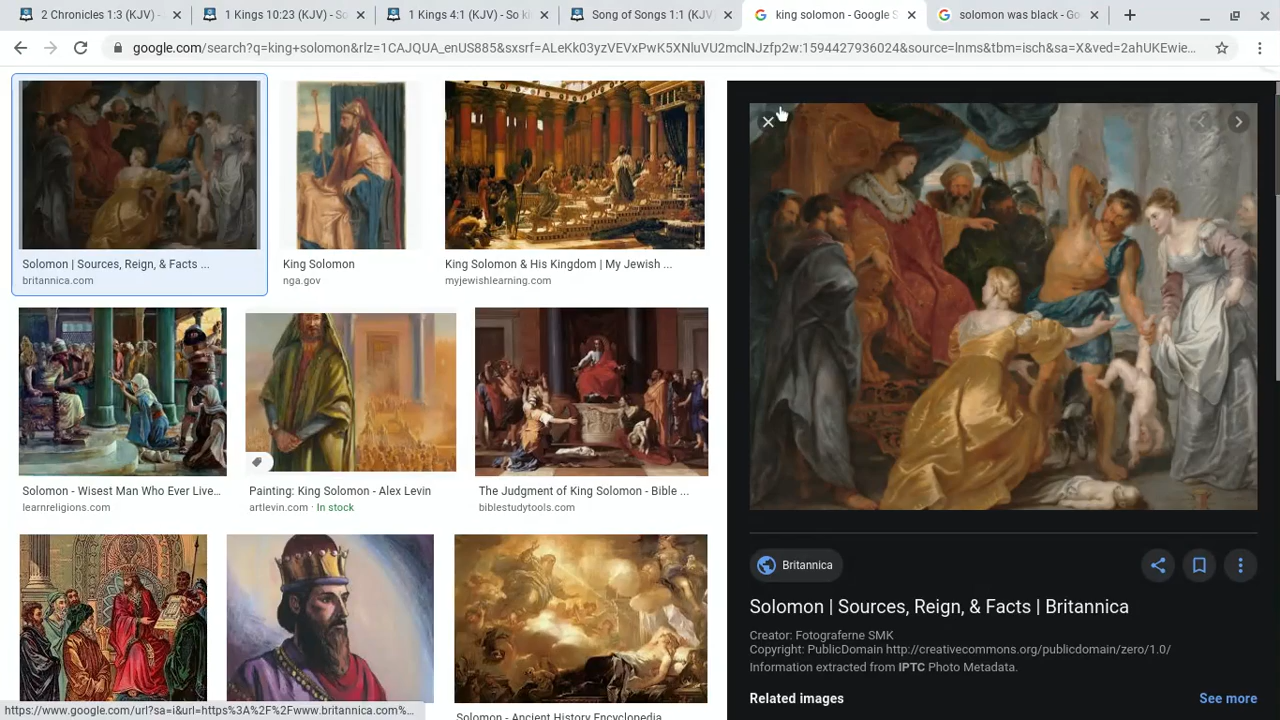 2 Chronicles 1:3 (KJV) -
1 Kings 10:23 (KJV) - So
1 Kings 4:1 (KJV) - So ki
Song of Songs 1:1 (KJV)
king solomon - Google S
solomon was black - Go
google.com/search?q=king+solomon&rlz=1CAJQUA_enUS885&sxsrf=ALeKk03yzVEVxPwK5XNluVU2mclNJzfp2w:1594427936024&source=lnms&tbm=isch&sa=X&ved=2ahUKEwie...
Solomon | Sources, Reign, & Facts ...
britannica.com
King Solomon
nga.gov
King Solomon & His Kingdom | My Jewish ...
myjewishlearning.com
Solomon - Wisest Man Who Ever Live...
learnreligions.com
Painting: King Solomon - Alex Levin
artlevin.com · In stock
The Judgment of King Solomon - Bible ...
biblestudytools.com
Solomon - Ancient History Encyclopedia
Britannica
Solomon | Sources, Reign, & Facts | Britannica
Creator: Fotograferne SMK
Copyright: PublicDomain http://creativecommons.org/publicdomain/zero/1.0/
Information extracted from IPTC Photo Metadata.
Related images
See more
https://www.google.com/url?sa=i&url=https%3A%2F%2Fwww.britannica.com%...